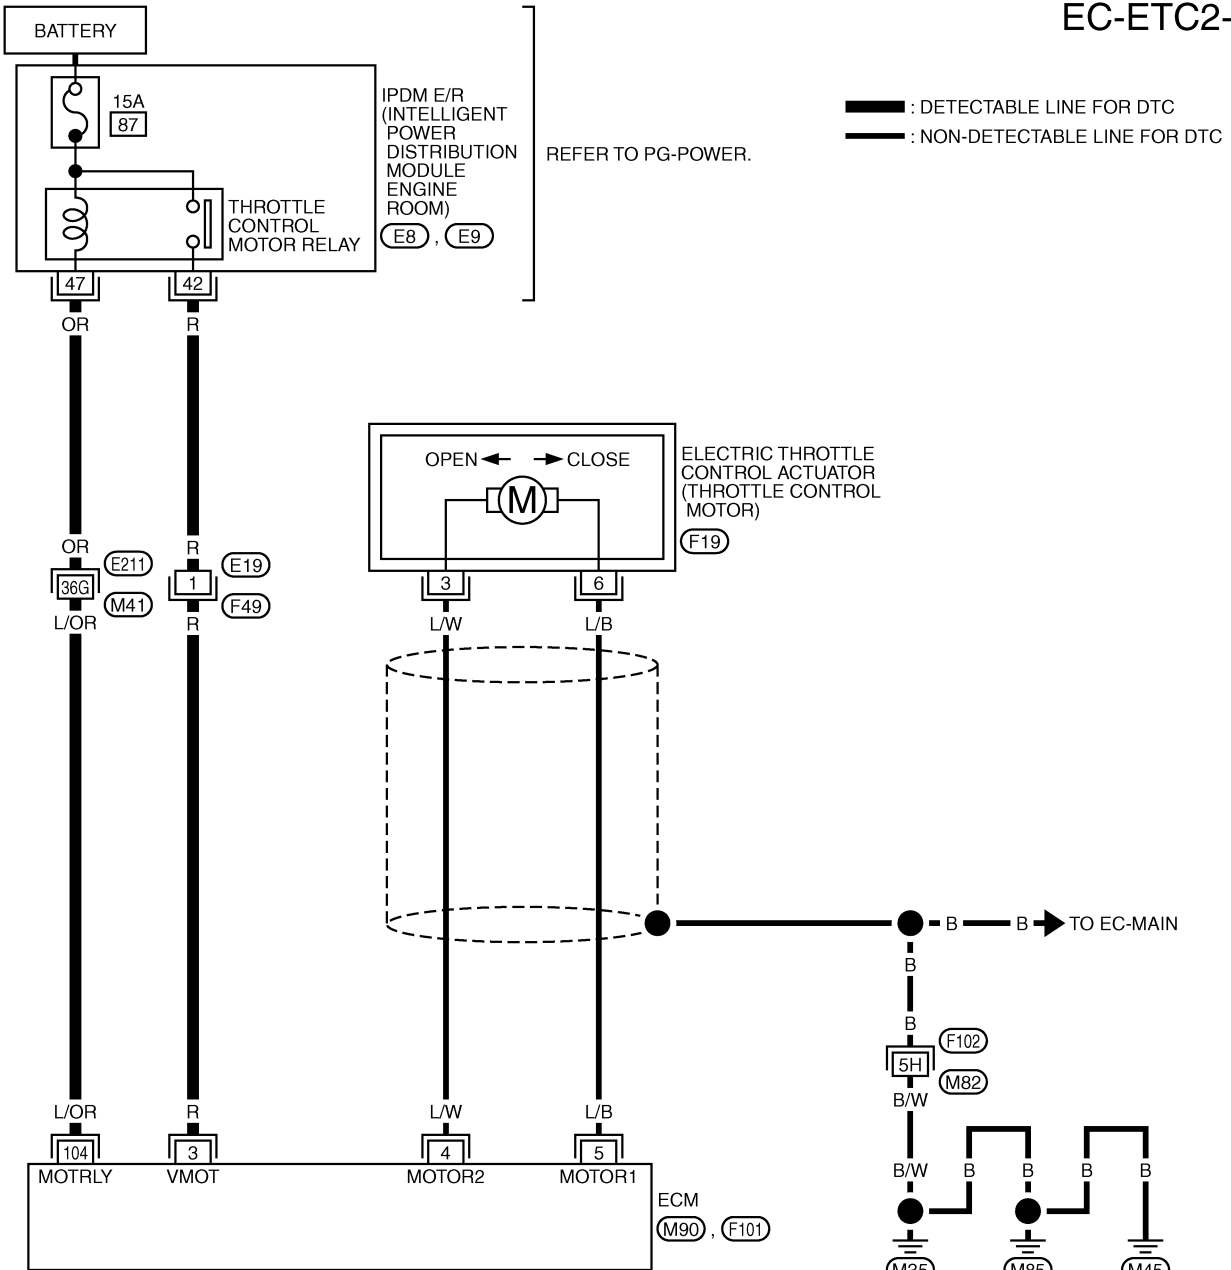 EC-ETC2-
BATTERY
15A
87
IPDM E/R
(INTELLIGENT
POWER
DISTRIBUTION
MODULE
ENGINE
ROOM)
E8 , E9
REFER TO PG-POWER.
: DETECTABLE LINE FOR DTC
: NON-DETECTABLE LINE FOR DTC
THROTTLE
CONTROL
MOTOR RELAY
47 42
OR R
OPEN CLOSE
M
ELECTRIC THROTTLE
CONTROL ACTUATOR
(THROTTLE CONTROL
MOTOR)
F19
OR R
E211 E19
36G 1 3 6
M41 F49
L/OR R L/W L/B
B B TO EC-MAIN
B
B
F102
5H
M82
B/W
L/OR R L/W L/B
104 3 4 5
MOTRLY VMOT MOTOR2 MOTOR1
B/W B B B B
ECM
M90 , F101
M35 M85 M45